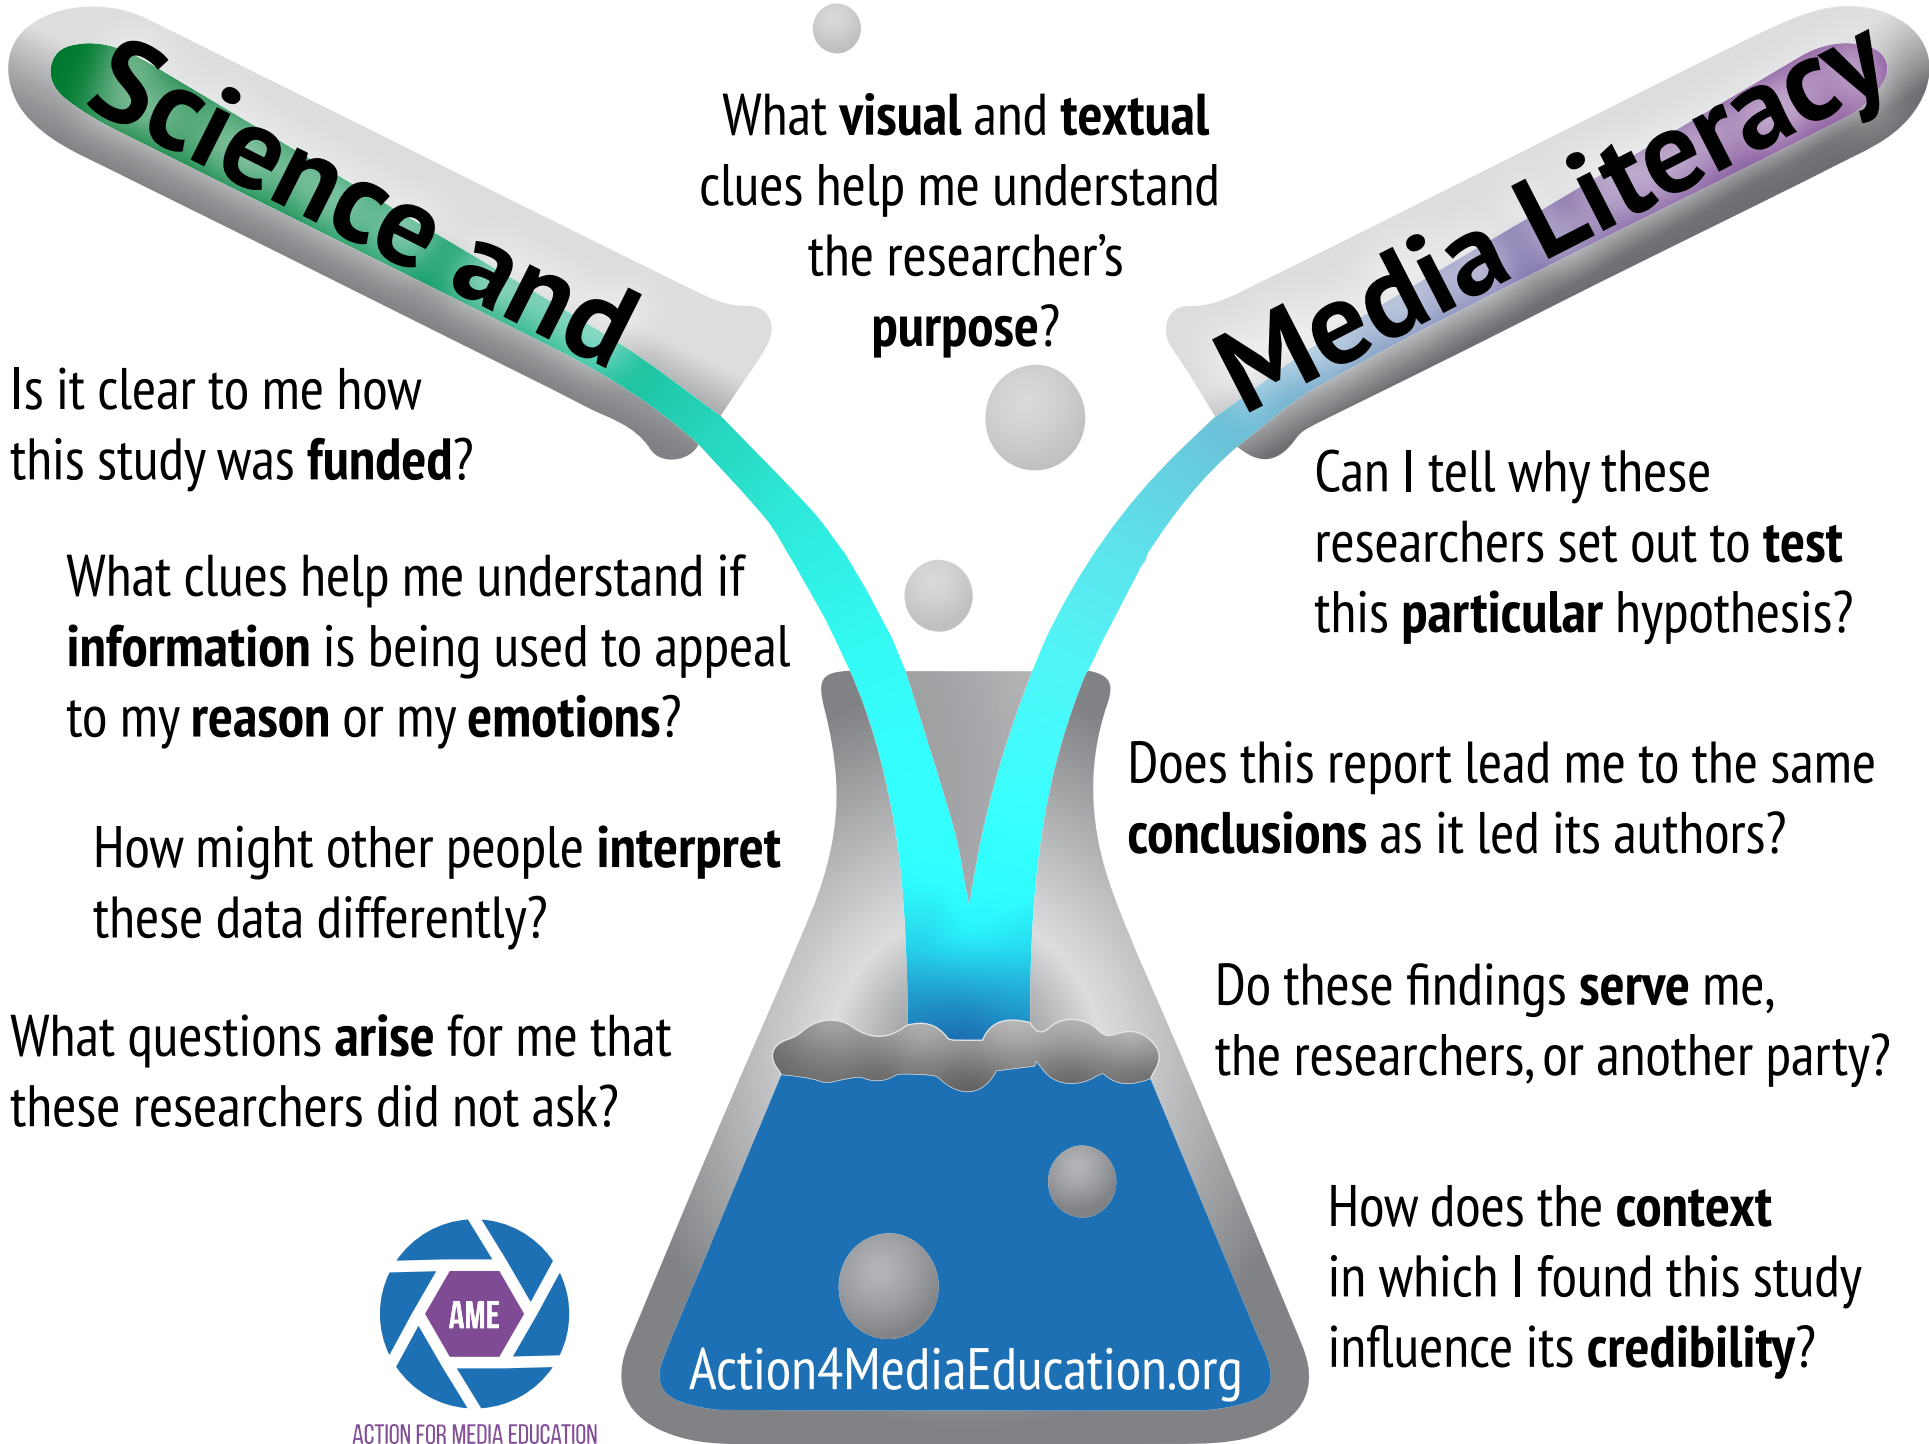 Science and
Media Literacy
What visual and textual
clues help me understand
the researcher’s
purpose?
Is it clear to me how
this study was funded?
What clues help me understand if
information is being used to appeal
to my reason or my emotions?
How might other people interpret
these data differently?
What questions arise for me that
these researchers did not ask?
Can I tell why these
researchers set out to test
this particular hypothesis?
Does this report lead me to the same
conclusions as it led its authors?
Do these findings serve me,
the researchers, or another party?
How does the context
in which I found this study
influence its credibility?
AME
ACTION FOR MEDIA EDUCATION
Action4MediaEducation.org